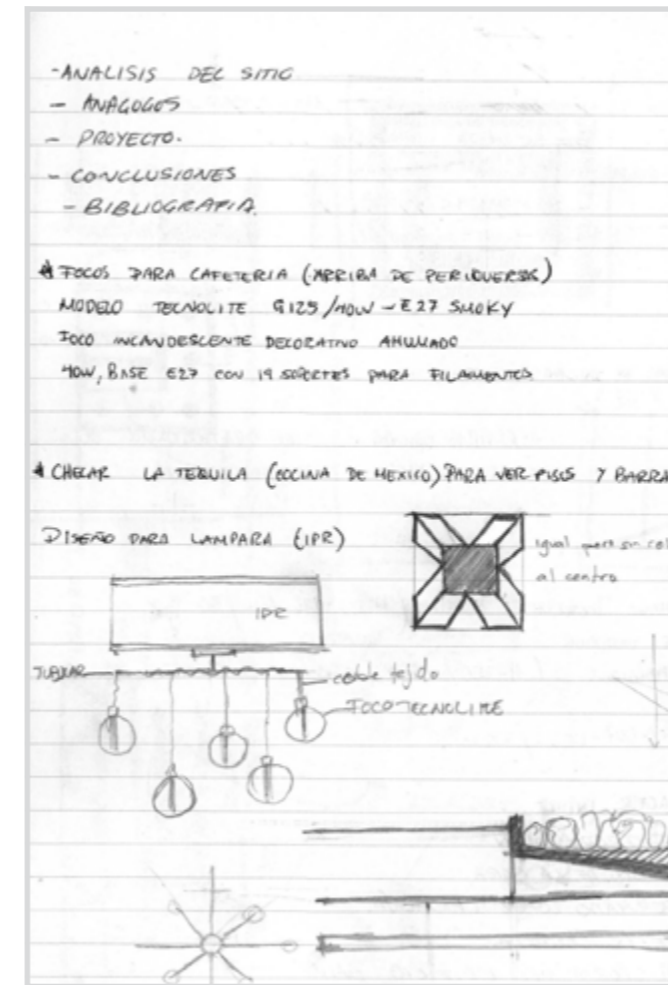 -ANALISIS DEL SITIO
- ANAGOGOS
- PROYECTO.
- CONCLUSIONES
- BIBLIOGRAFIA.
FOCOS PARA CAFETERIA (ARRIBA DE PERIQUERAS)
MODELO TECNOLITE G125/40W - E27 SMOKY
FOCO INCANDESCENTE DECORATIVO AHUMADO
40W, BASE E27 CON 19 SOPORTES PARA FILAMENTOS
CHECAR LA TEQUILA (COCINA DE MEXICO) PARA VER PISOS Y BARRA
DISEÑO PARA LAMPARA (IPR)
igual pero sin
al centro
IPR
TUBULAR
cable tejido
FOCO TECNOLITE